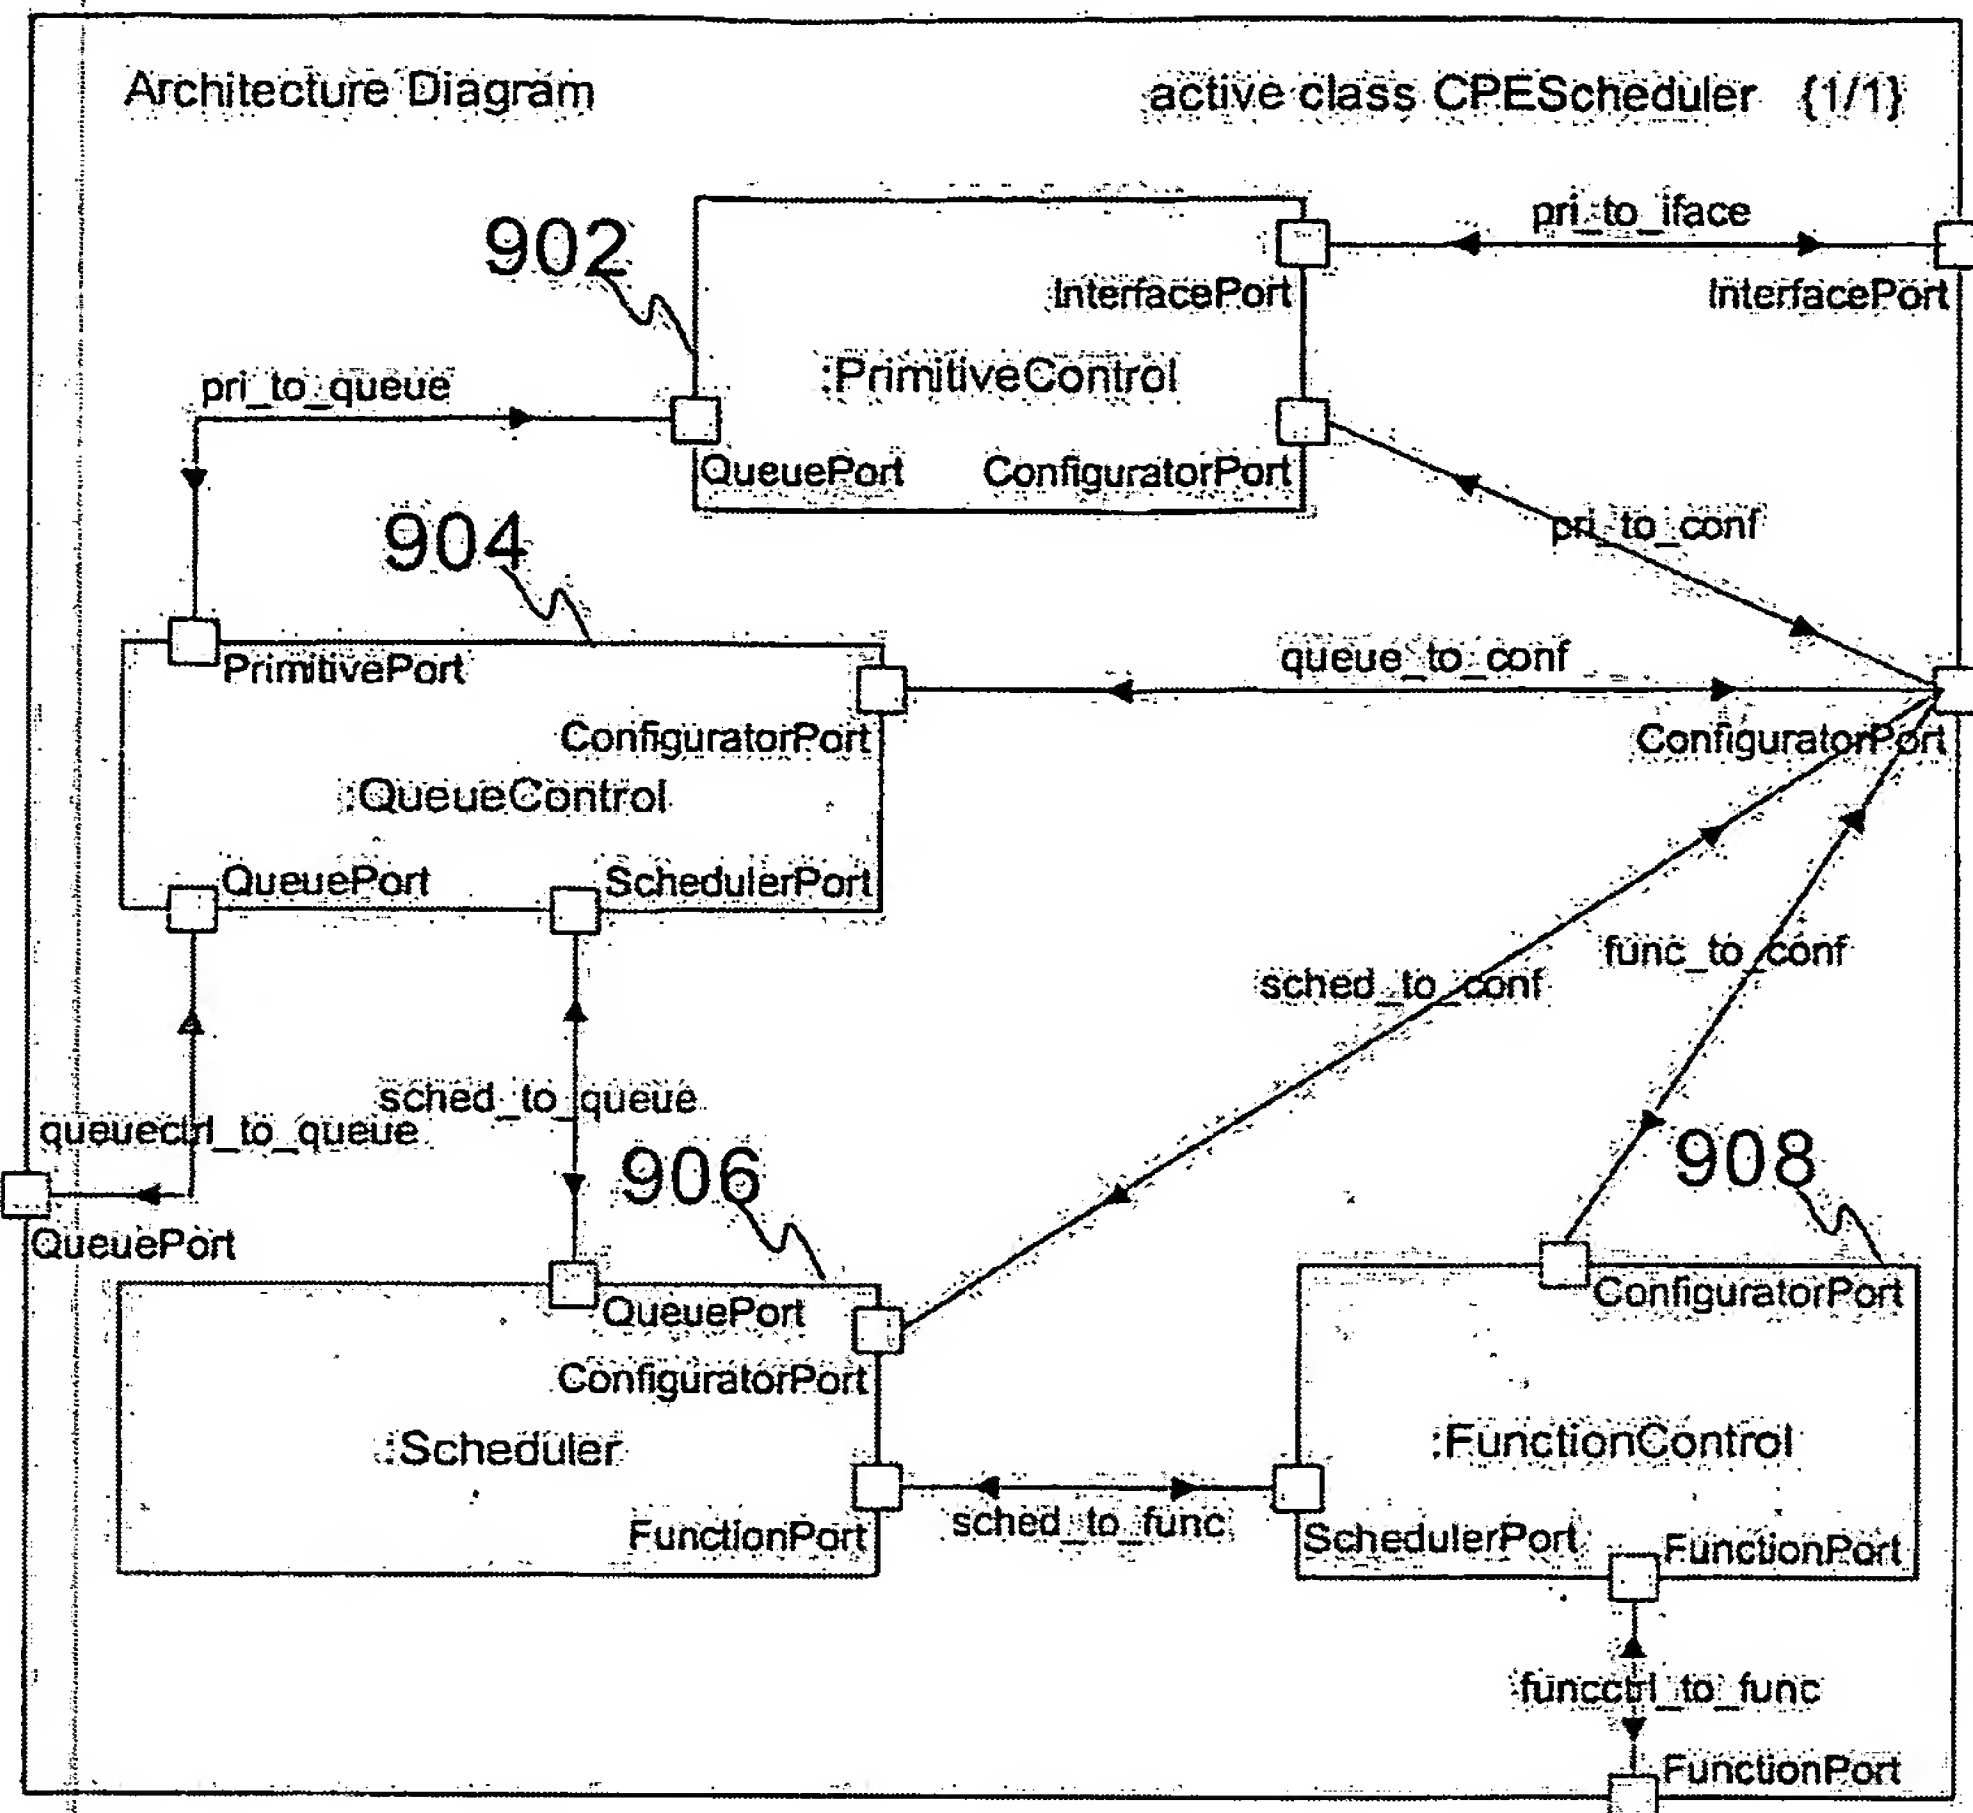 Architecture Diagram
active class CPEScheduler {1/1}
pri_to_iface
902
InterfacePort
InterfacePort
:PrimitiveControl
pri_to_queue
QueuePort
ConfiguratorPort
pri_to_conf
904
PrimitivePort
queue_to_conf
ConfiguratorPort
ConfiguratorPort
:QueueControl
QueuePort
SchedulerPort
func_to_conf
sched_to_conf
sched_to_queue
queuectrl_to_queue
906
908
QueuePort
QueuePort
ConfiguratorPort
ConfiguratorPort
:Scheduler
:FunctionControl
FunctionPort
sched_to_func
SchedulerPort
FunctionPort
funcctrl_to_func
FunctionPort